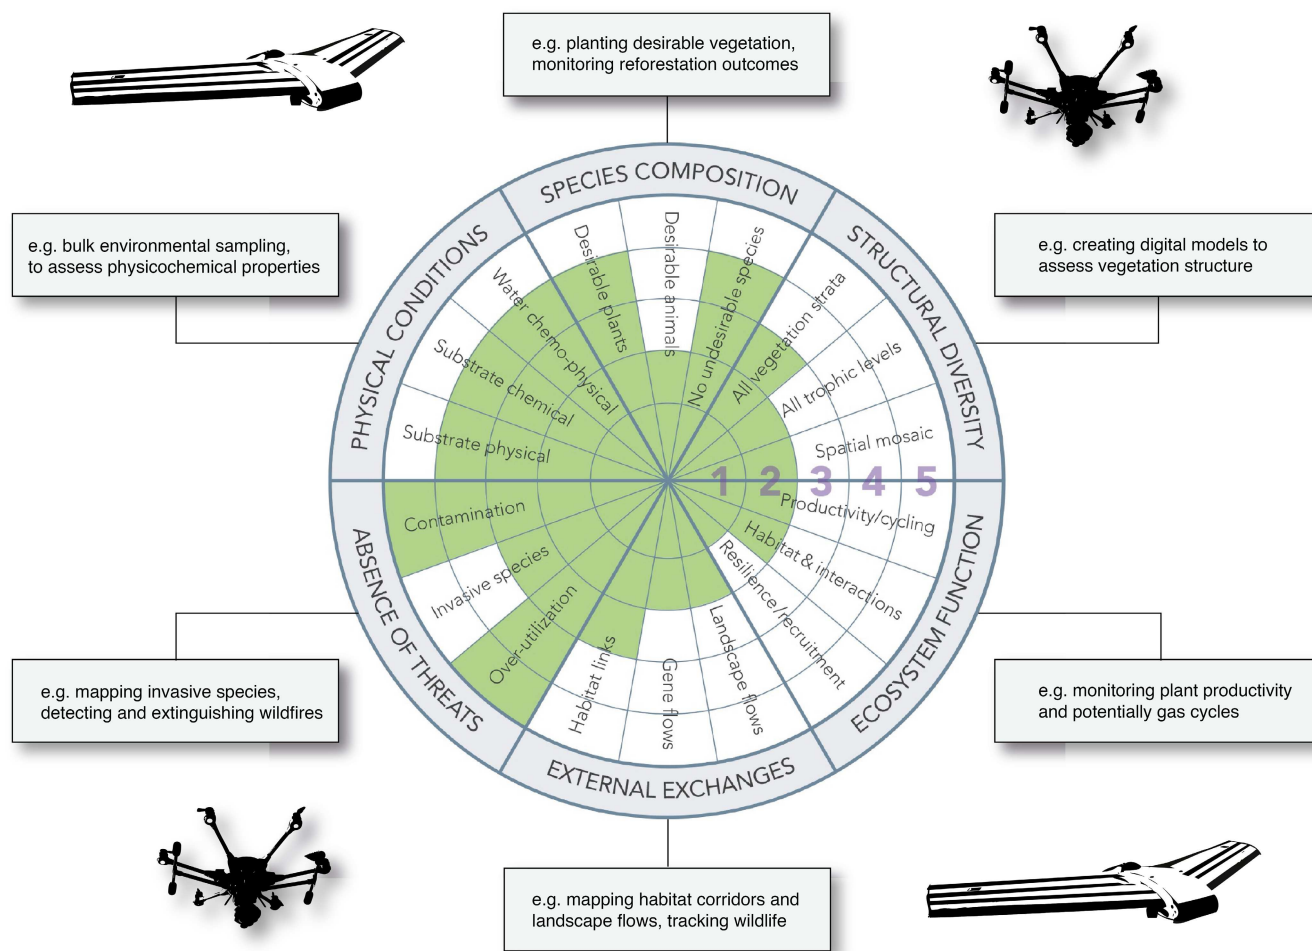 e.g. planting desirable vegetation,
monitoring reforestation outcomes
e.g. bulk environmental sampling,
to assess physicochemical properties
e.g. creating digital models to
assess vegetation structure
SPECIES COMPOSITION
STRUCTURAL DIVERSITY
ECOSYSTEM FUNCTION
EXTERNAL EXCHANGES
ABSENCE OF THREATS
PHYSICAL CONDITIONS
Desirable plants
Desirable animals
No undesirable species
All vegetation strata
All trophic levels
Spatial mosaic
1 2 3 4 5
Productivity/cycling
Habitat & interactions
Resilience/recruitment
Landscape flows
Gene flows
Habitat links
Over-utilization
Invasive species
Contamination
Substrate physical
Substrate chemical
Water chemo-physical
e.g. mapping invasive species,
detecting and extinguishing wildfires
e.g. monitoring plant productivity
and potentially gas cycles
e.g. mapping habitat corridors and
landscape flows, tracking wildlife